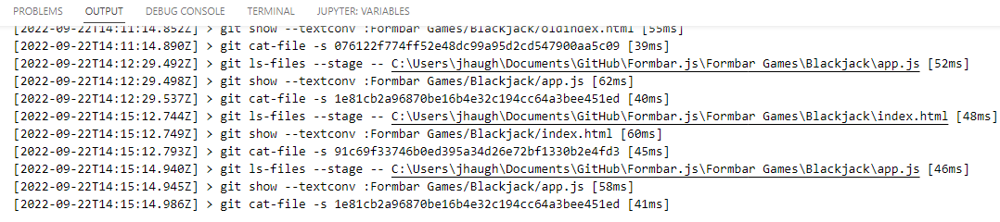 PROBLEMS OUTPUT DEBUG CONSOLE TERMINAL JUPYTER: VARIABLES
[2022-09-22T14:11:14.852Z] > git show --textconv :Formbar Games/Blackjack/oldindex.html [55ms]
[2022-09-22T14:11:14.890Z] > git cat-file -s 076122f774ff52e48dc99a95d2cd547900aa5c09 [39ms]
[2022-09-22T14:12:29.492Z] > git ls-files --stage -- C:\Users\jhaugh\Documents\GitHub\Formbar.js\Formbar Games\Blackjack\app.js [52ms]
[2022-09-22T14:12:29.498Z] > git show --textconv :Formbar Games/Blackjack/app.js [62ms]
[2022-09-22T14:12:29.537Z] > git cat-file -s 1e81cb2a96870be16b4e32c194cc64a3bee451ed [40ms]
[2022-09-22T14:15:12.744Z] > git ls-files --stage -- C:\Users\jhaugh\Documents\GitHub\Formbar.js\Formbar Games\Blackjack\index.html [48ms]
[2022-09-22T14:15:12.749Z] > git show --textconv :Formbar Games/Blackjack/index.html [60ms]
[2022-09-22T14:15:12.793Z] > git cat-file -s 91c69f33746b0ed395a34d26e72bf1330b2e4fd3 [45ms]
[2022-09-22T14:15:14.940Z] > git ls-files --stage -- C:\Users\jhaugh\Documents\GitHub\Formbar.js\Formbar Games\Blackjack\app.js [46ms]
[2022-09-22T14:15:14.945Z] > git show --textconv :Formbar Games/Blackjack/app.js [58ms]
[2022-09-22T14:15:14.986Z] > git cat-file -s 1e81cb2a96870be16b4e32c194cc64a3bee451ed [41ms]